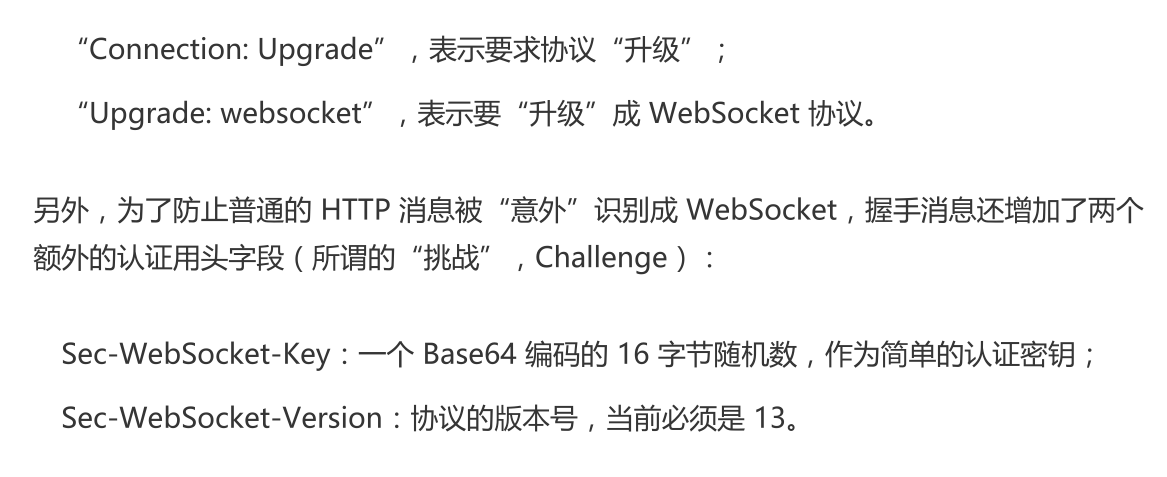 “Connection: Upgrade”，表示要求协议“升级”；
“Upgrade: websocket”，表示要“升级”成 WebSocket 协议。
另外，为了防止普通的 HTTP 消息被“意外”识别成 WebSocket，握手消息还增加了两个
额外的认证用头字段（所谓的“挑战”，Challenge）：
Sec-WebSocket-Key：一个 Base64 编码的 16 字节随机数，作为简单的认证密钥；
Sec-WebSocket-Version：协议的版本号，当前必须是 13。